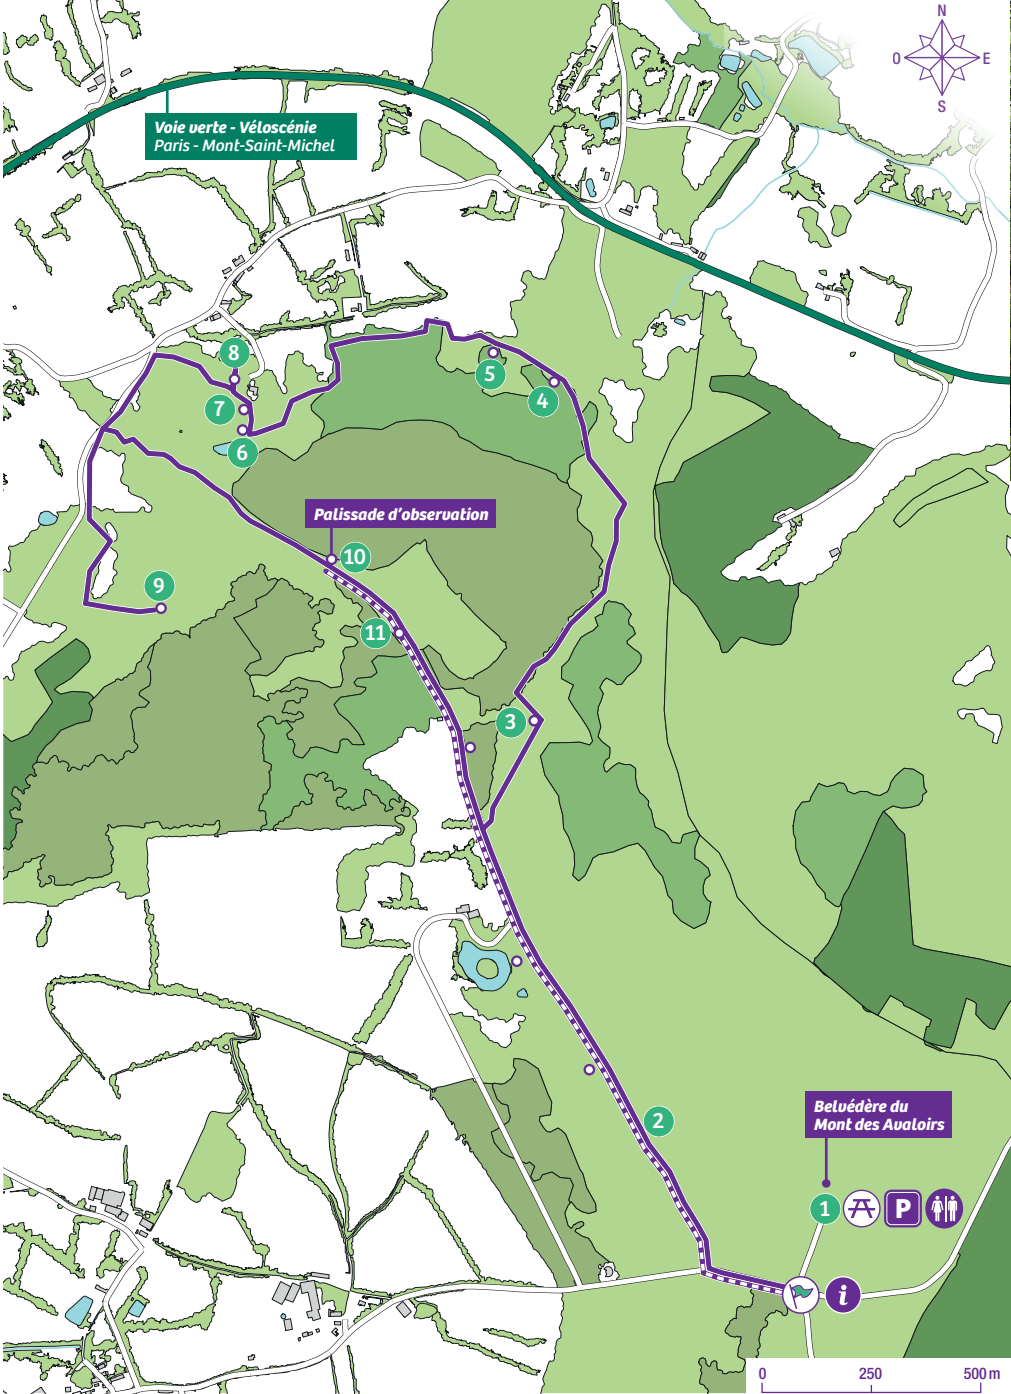 N
O
E
S
Voie verte - Véloscénie
Paris - Mont-Saint-Michel
8
5
7
4
6
Palissade d'observation
10
9
11
3
2
Belvédère du
Mont des Avaloirs
1
P
i
0
250
500 m